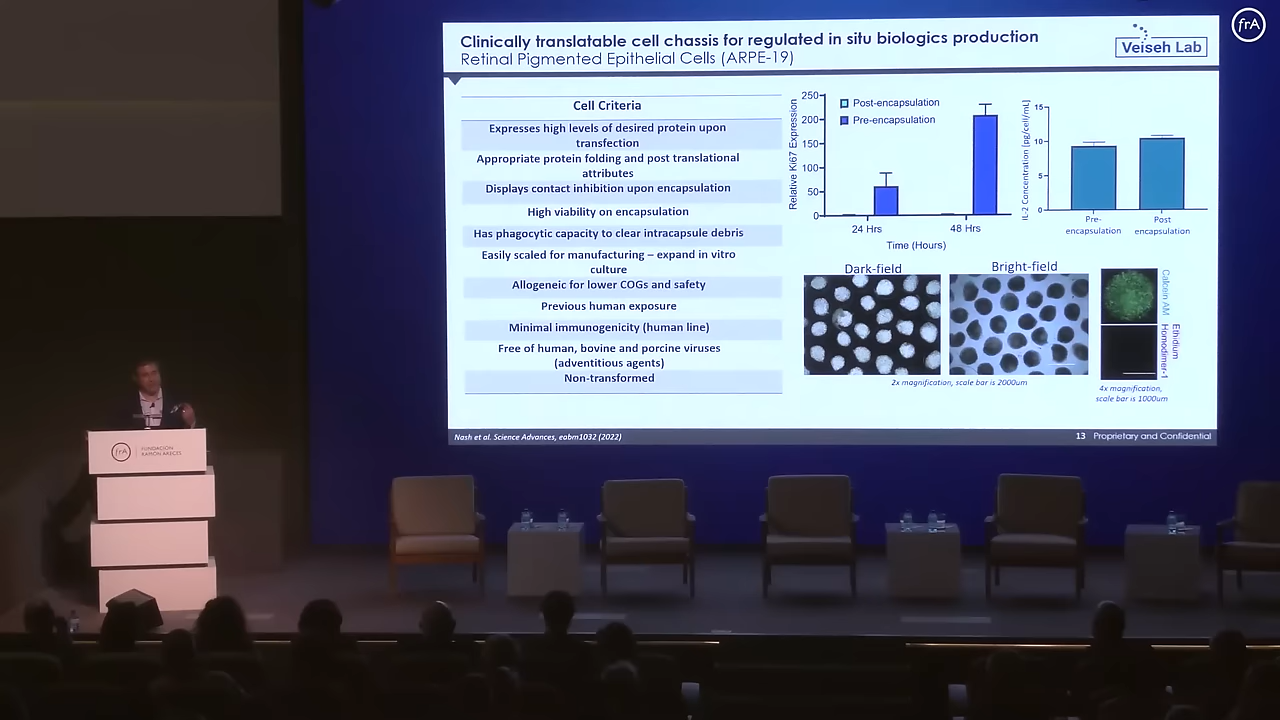 frA
Clinically translatable cell chassis for regulated in situ biologics production
Retinal Pigmented Epithelial Cells (ARPE-19)
Veiseh Lab
Cell Criteria
Expresses high levels of desired protein upon
transfection
Appropriate protein folding and post translational
attributes
Displays contact inhibition upon encapsulation
High viability on encapsulation
Has phagocytic capacity to clear intracapsule debris
Easily scaled for manufacturing – expand in vitro
culture
Allogeneic for lower COGs and safety
Previous human exposure
Minimal immunogenicity (human line)
Free of human, bovine and porcine viruses
(adventitious agents)
Non-transformed
Relative Ki67 Expression
250
200
150
100
50
0
Post-encapsulation
Pre-encapsulation
24 Hrs
48 Hrs
Time (Hours)
IL-2 Concentration [pg/cell/mL]
15
10
5
0
Pre-
encapsulation
Post
encapsulation
Dark-field
Bright-field
2x magnification, scale bar is 2000um
Calcein AM
Ethidium
Homodimer-1
4x magnification,
scale bar is 1000um
Nash et al. Science Advances, eabm1032 (2022)
13 Proprietary and Confidential
frA
FUNDACIÓN
RAMÓN ARECES